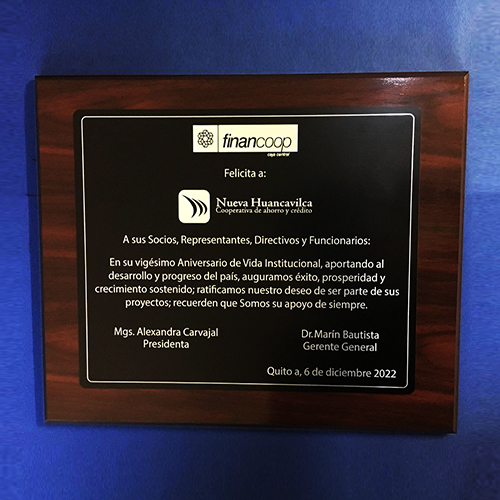 financoop
caja central
Felicita a:
Nueva Huancavilca
Cooperativa de ahorro y crédito
A sus Socios, Representantes, Directivos y Funcionarios:
En su vigésimo Aniversario de Vida Institucional, aportando al
desarrollo y progreso del país, auguramos éxito, prosperidad y
crecimiento sostenido; ratificamos nuestro deseo de ser parte de sus
proyectos; recuerden que Somos su apoyo de siempre.
Mgs. Alexandra Carvajal
Presidenta
Dr. Marín Bautista
Gerente General
Quito a, 6 de diciembre 2022